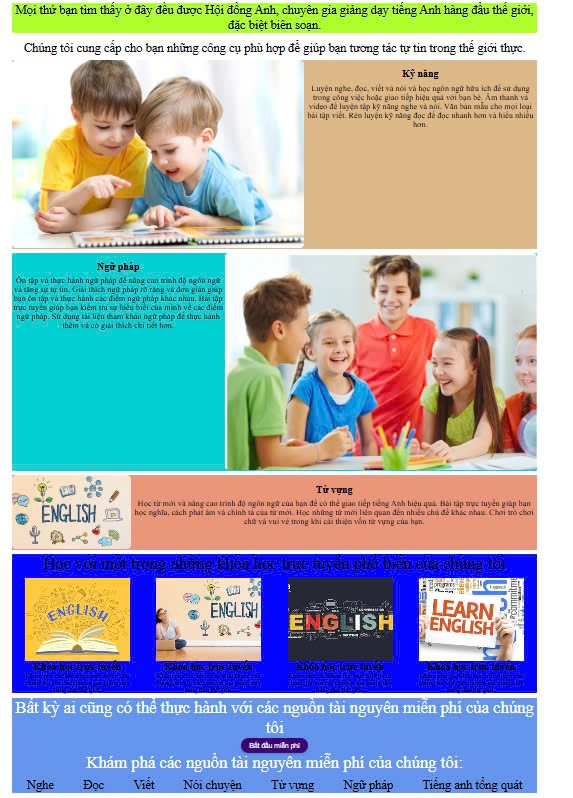 Mọi thứ bạn tìm thấy ở đây đều được Hội đồng Anh, chuyên gia giảng dạy tiếng Anh hàng đầu thế giới,
đặc biệt biên soạn.
Chúng tôi cung cấp cho bạn những công cụ phù hợp để giúp bạn tương tác tự tin trong thế giới thực.
Kỹ năng
Luyện nghe, đọc, viết và nói và học ngôn ngữ hữu ích để sử dụng
trong công việc hoặc giao tiếp hiệu quả với bạn bè. Âm thanh và
video để luyện tập kỹ năng nghe và nói. Văn bản mẫu cho mọi loại
bài tập viết. Rèn luyện kỹ năng đọc để đọc nhanh hơn và hiểu nhiều
hơn.
Ngữ pháp
Ôn tập và thực hành ngữ pháp để nâng cao trình độ ngôn ngữ
và tăng sự tự tin. Giải thích ngữ pháp rõ ràng và đơn giản giúp
bạn ôn tập và thực hành các điểm ngữ pháp khác nhau. Bài tập
trực tuyến giúp bạn kiểm tra sự hiểu biết của mình về các điểm
ngữ pháp. Sử dụng tài liệu tham khảo ngữ pháp để thực hành
thêm và có giải thích chi tiết hơn.
ENGLISH
Từ vựng
Học từ mới và nâng cao trình độ ngôn ngữ của bạn để có thể giao tiếp tiếng Anh hiệu quả. Bài tập trực tuyến giúp bạn
học nghĩa, cách phát âm và chính tả của từ mới. Học những từ mới liên quan đến nhiều chủ đề khác nhau. Chơi trò chơi
chữ và vui vẻ trong khi cải thiện vốn từ vựng của bạn.
Học với một trong những khóa học trực tuyến phổ biến của chúng tôi
ENGLISH
ENGLISH
ENGLISH
LEARN
ENGLISH
Khóa học trực tuyến
Khóa học trực tuyến
Khóa học trực tuyến
Khóa học trực tuyến
Bất kỳ ai cũng có thể thực hành với các nguồn tài nguyên miễn phí của chúng
tôi
Bắt đầu miễn phí
Khám phá các nguồn tài nguyên miễn phí của chúng tôi:
Nghe Đọc Viết Nói chuyện Từ vựng Ngữ pháp Tiếng anh tổng quát